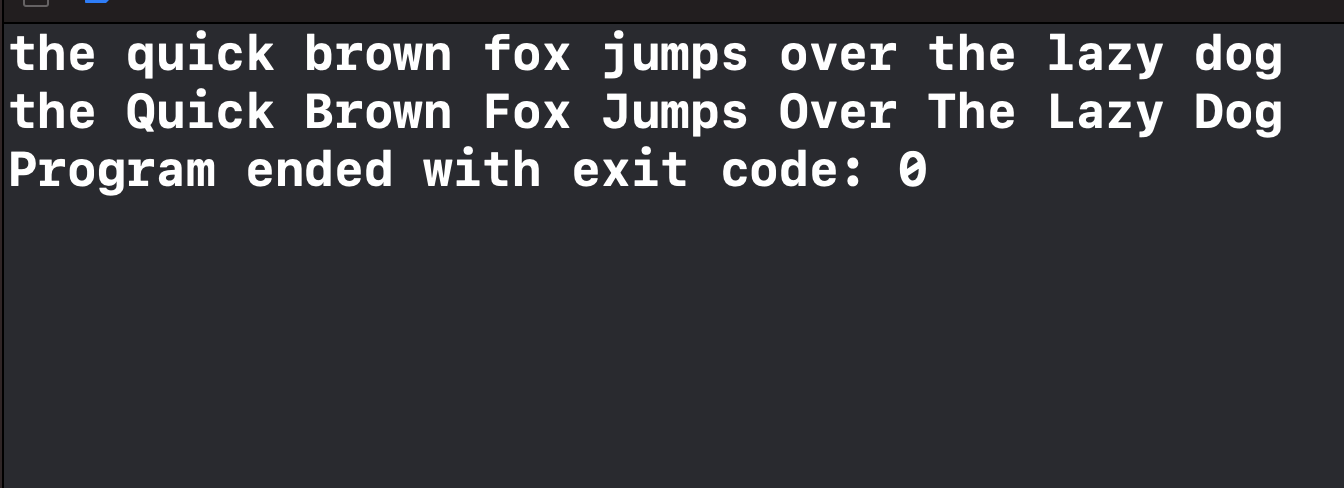 the quick brown fox jumps over the lazy dog
the Quick Brown Fox Jumps Over The Lazy Dog
Program ended with exit code: 0